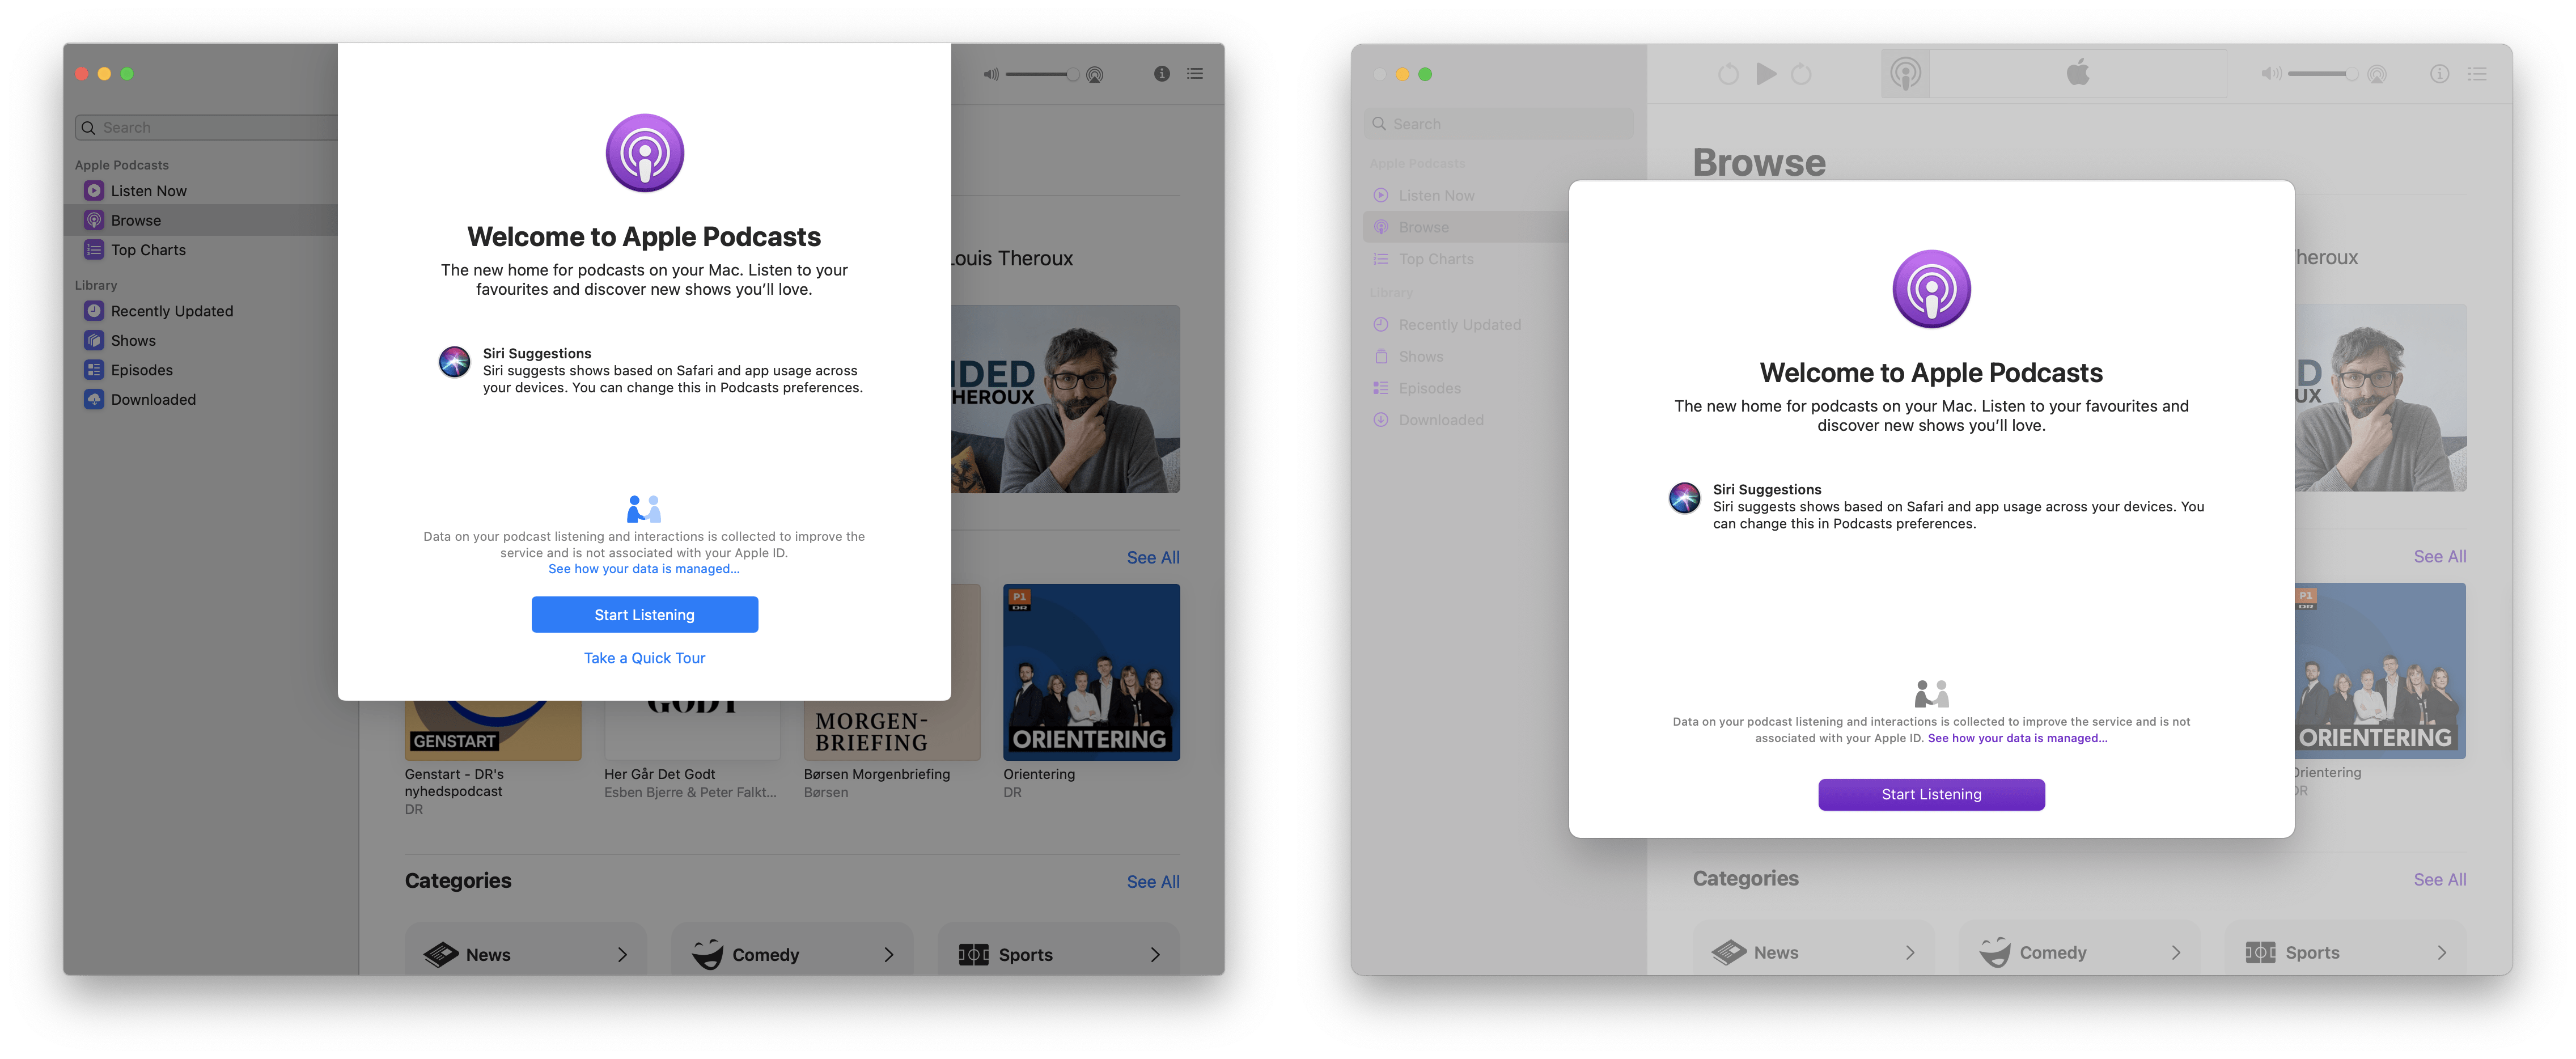 Search
Apple Podcasts
Listen Now
Browse
Top Charts
Library
Recently Updated
Shows
Episodes
Downloaded
Welcome to Apple Podcasts
The new home for podcasts on your Mac. Listen to your
favourites and discover new shows you’ll love.
Siri Suggestions
Siri suggests shows based on Safari and app usage across
your devices. You can change this in Podcasts preferences.
Data on your podcast listening and interactions is collected to improve the
service and is not associated with your Apple ID.
See how your data is managed...
Start Listening
Take a Quick Tour
Louis Theroux
DED
HEROUX
See All
P1
DR
GENSTART
GODT
MORGEN-
BRIEFING
ORIENTERING
Genstart - DR's
nyhedspodcast
DR
Her Går Det Godt
Esben Bjerre & Peter Falkt...
Børsen Morgenbriefing
Børsen
Orientering
DR
Categories
See All
News
Comedy
Sports
Search
Apple Podcasts
Listen Now
Browse
Top Charts
Library
Recently Updated
Shows
Episodes
Downloaded
Browse
Welcome to Apple Podcasts
The new home for podcasts on your Mac. Listen to your favourites and
discover new shows you’ll love.
Siri Suggestions
Siri suggests shows based on Safari and app usage across your devices. You
can change this in Podcasts preferences.
Data on your podcast listening and interactions is collected to improve the service and is not
associated with your Apple ID. See how your data is managed...
Start Listening
heroux
D
UX
See All
P1
DR
ORIENTERING
Orientering
DR
Categories
See All
News
Comedy
Sports